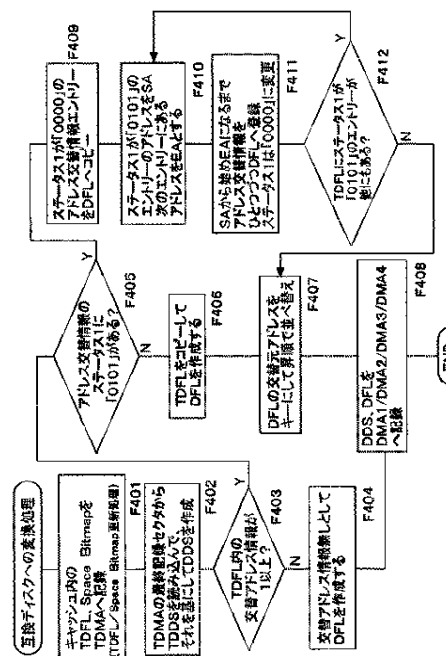 互換ディスクへの変換処理
キャッシュ内の
TDFL、Space Bitmapを
TDMAへ記録
(TDFL/Space Bitmap更新処理)
F401
TDMAの最終記録セクタから
TDDSを読み込んで、
それを基にしてDDSを作成
F402
TDFL内の
交替アドレス情報が
1以上?
F403
Y
N
交替アドレス情報無しとして
DFLを作成する
F404
アドレス交替情報の
ステータス1に
「0101」がある?
F405
Y
N
TDFLをコピーして
DFLを作成する
F406
DFLの交替元アドレスを
キーにして昇順で並べ替え
F407
DDS、DFLを
DMA1/DMA2/DMA3/DMA4
へ記録
F408
END
ステータス1が「0000」の
アドレス交替情報エントリー
をDFLへコピー
F409
ステータス1が「0101」の
エントリーのアドレスをSA
次のエントリーにある
アドレスをEAとする
F410
SAから始めEAになるまで
アドレス交替情報を
ひとつづつDFLへ登録
ステータス1は「0000」に変更
F411
TDFLにステータス1が
「0101」のエントリーが
他にもある?
F412
Y
N